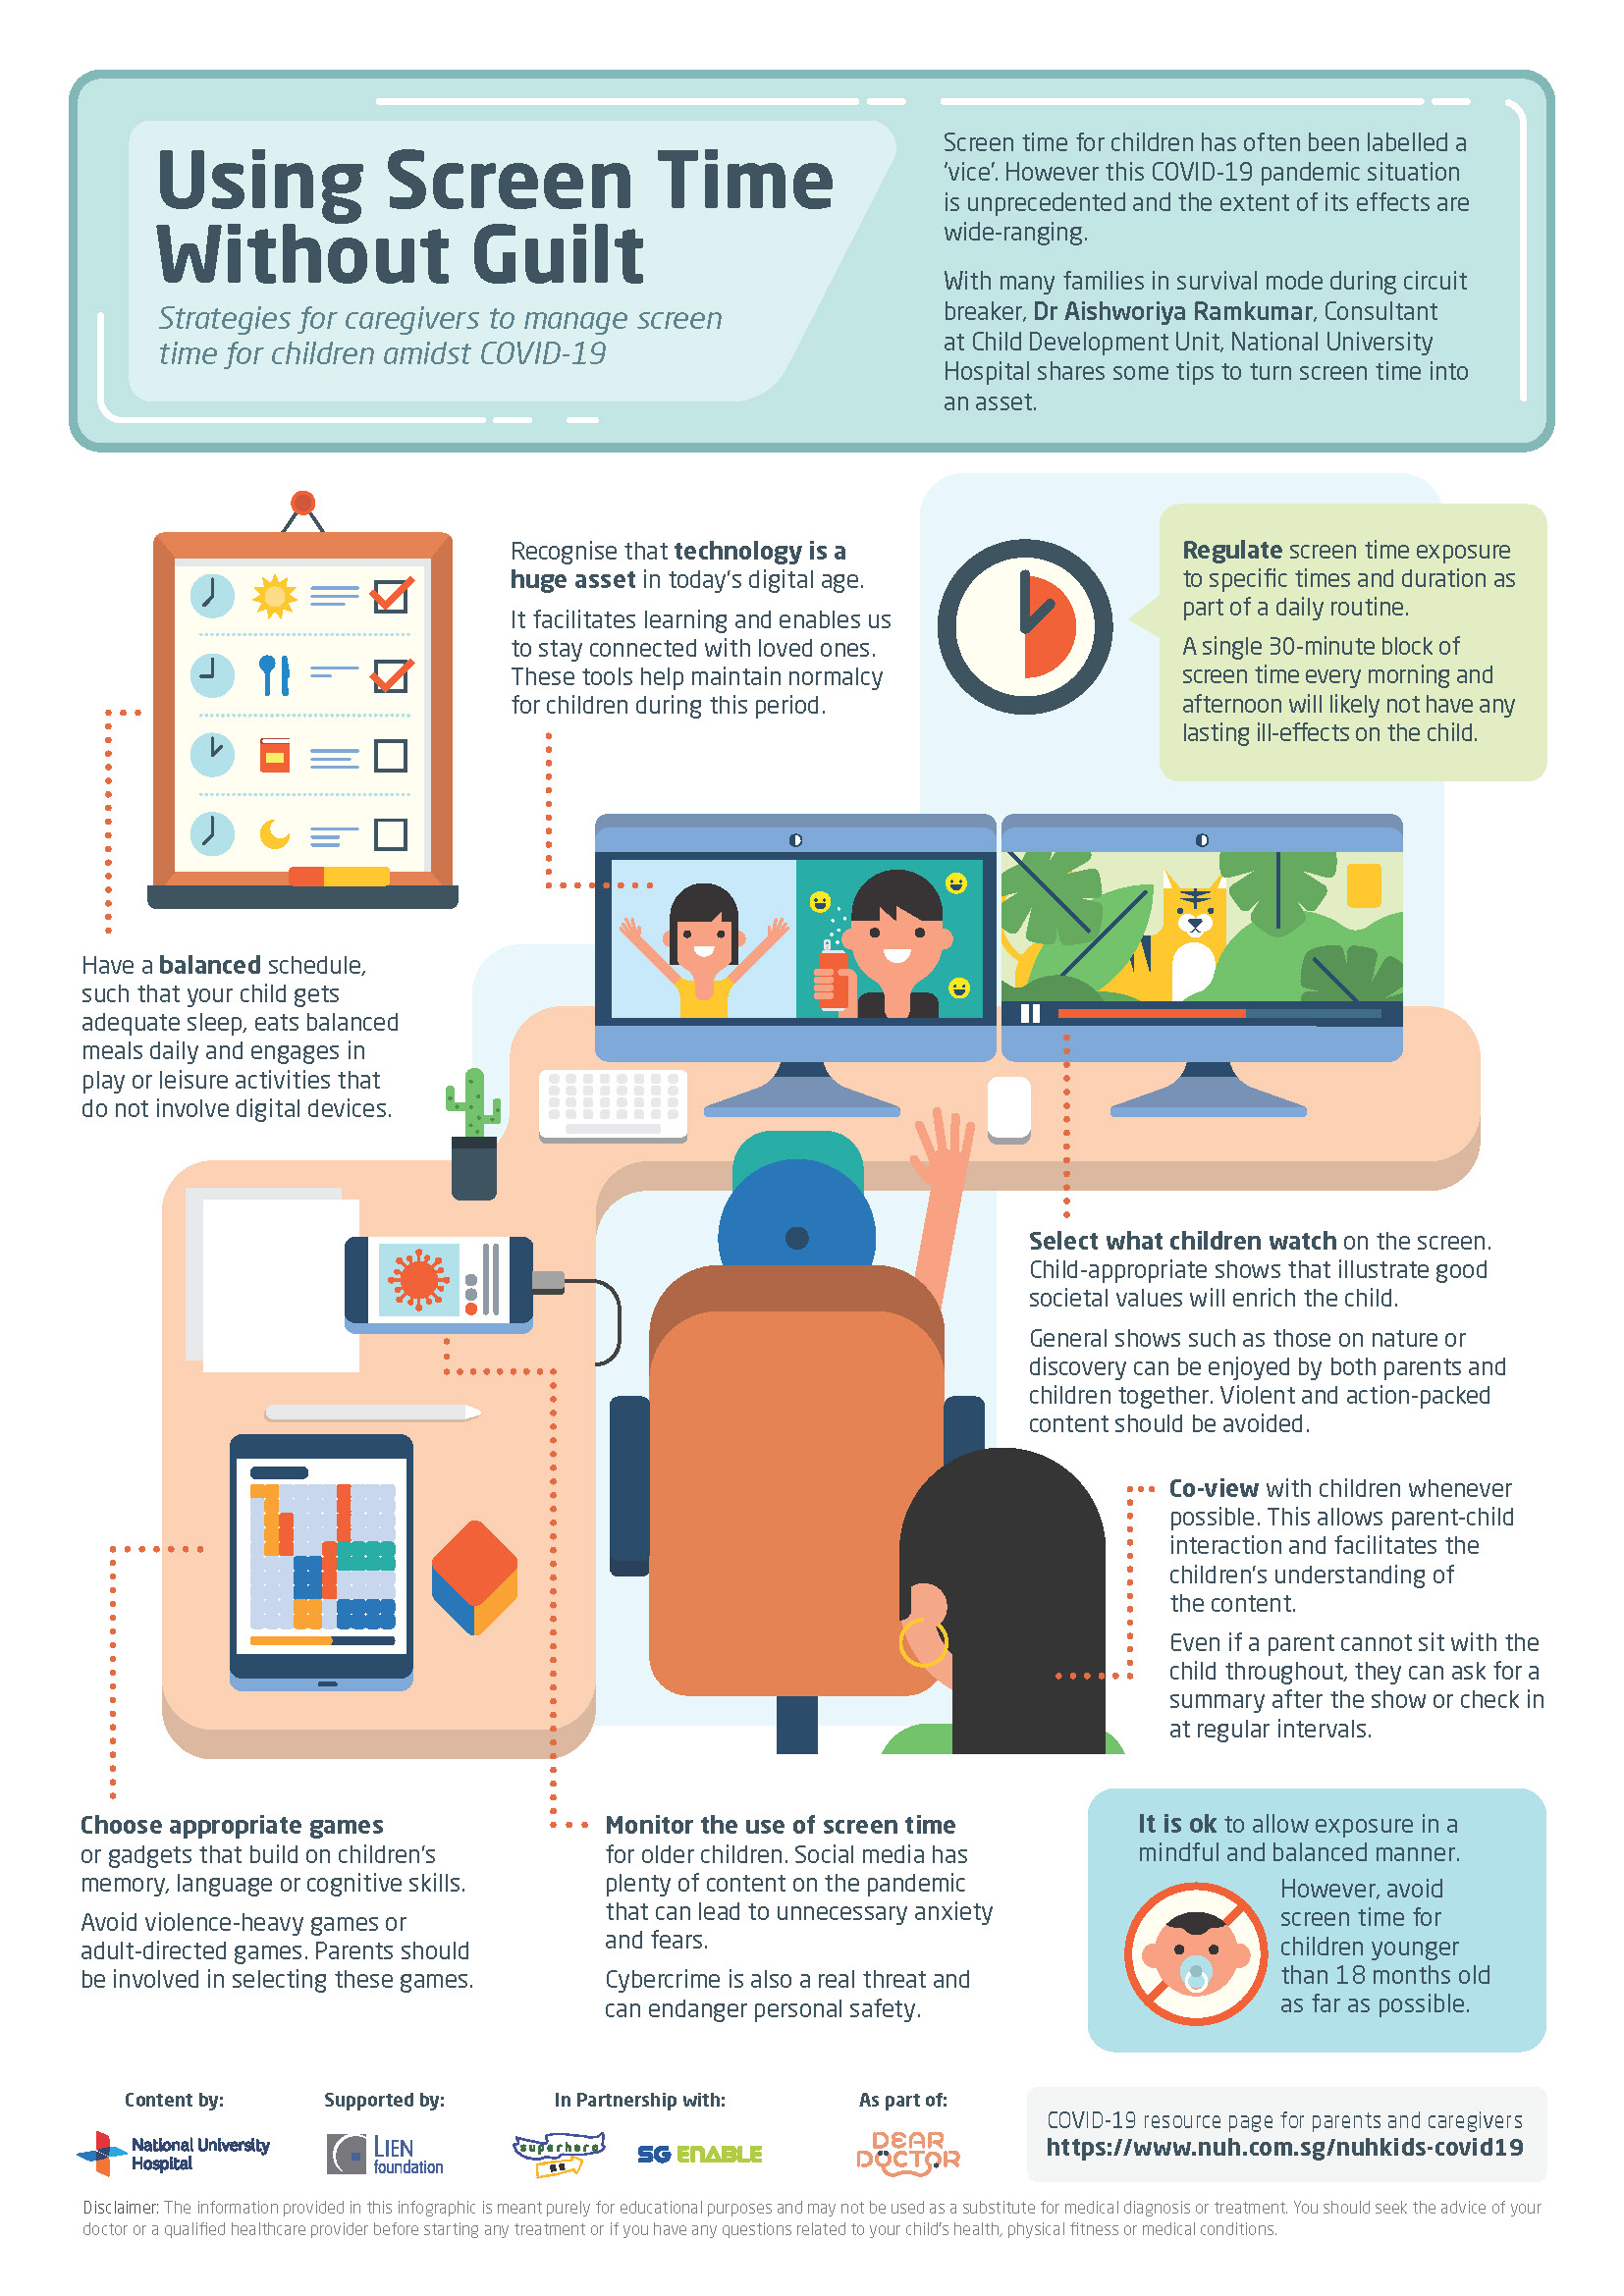 Using Screen Time
Without Guilt
Strategies for caregivers to manage screen
time for children amidst COVID-19
Screen time for children has often been labelled a
‘vice’. However this COVID-19 pandemic situation
is unprecedented and the extent of its effects are
wide-ranging.
With many families in survival mode during circuit
breaker, Dr Aishworiya Ramkumar, Consultant
at Child Development Unit, National University
Hospital shares some tips to turn screen time into
an asset.
Recognise that technology is a
huge asset in today’s digital age.
It facilitates learning and enables us
to stay connected with loved ones.
These tools help maintain normalcy
for children during this period.
Regulate screen time exposure
to specific times and duration as
part of a daily routine.
A single 30-minute block of
screen time every morning and
afternoon will likely not have any
lasting ill-effects on the child.
Have a balanced schedule,
such that your child gets
adequate sleep, eats balanced
meals daily and engages in
play or leisure activities that
do not involve digital devices.
Select what children watch on the screen.
Child-appropriate shows that illustrate good
societal values will enrich the child.
General shows such as those on nature or
discovery can be enjoyed by both parents and
children together. Violent and action-packed
content should be avoided.
Co-view with children whenever
possible. This allows parent-child
interaction and facilitates the
children’s understanding of
the content.
Even if a parent cannot sit with the
child throughout, they can ask for a
summary after the show or check in
at regular intervals.
Choose appropriate games
or gadgets that build on children’s
memory, language or cognitive skills.
Avoid violence-heavy games or
adult-directed games. Parents should
be involved in selecting these games.
Monitor the use of screen time
for older children. Social media has
plenty of content on the pandemic
that can lead to unnecessary anxiety
and fears.
Cybercrime is also a real threat and
can endanger personal safety.
It is ok to allow exposure in a
mindful and balanced manner.
However, avoid
screen time for
children younger
than 18 months old
as far as possible.
Content by:
National University
Hospital
Supported by:
LIEN
foundation
In Partnership with:
superhero
SG ENABLE
As part of:
DEAR
DOCTOR
COVID-19 resource page for parents and caregivers
https://www.nuh.com.sg/nuhkids-covid19
Disclaimer: The information provided in this infographic is meant purely for educational purposes and may not be used as a substitute for medical diagnosis or treatment. You should seek the advice of your
doctor or a qualified healthcare provider before starting any treatment or if you have any questions related to your child’s health, physical fitness or medical conditions.